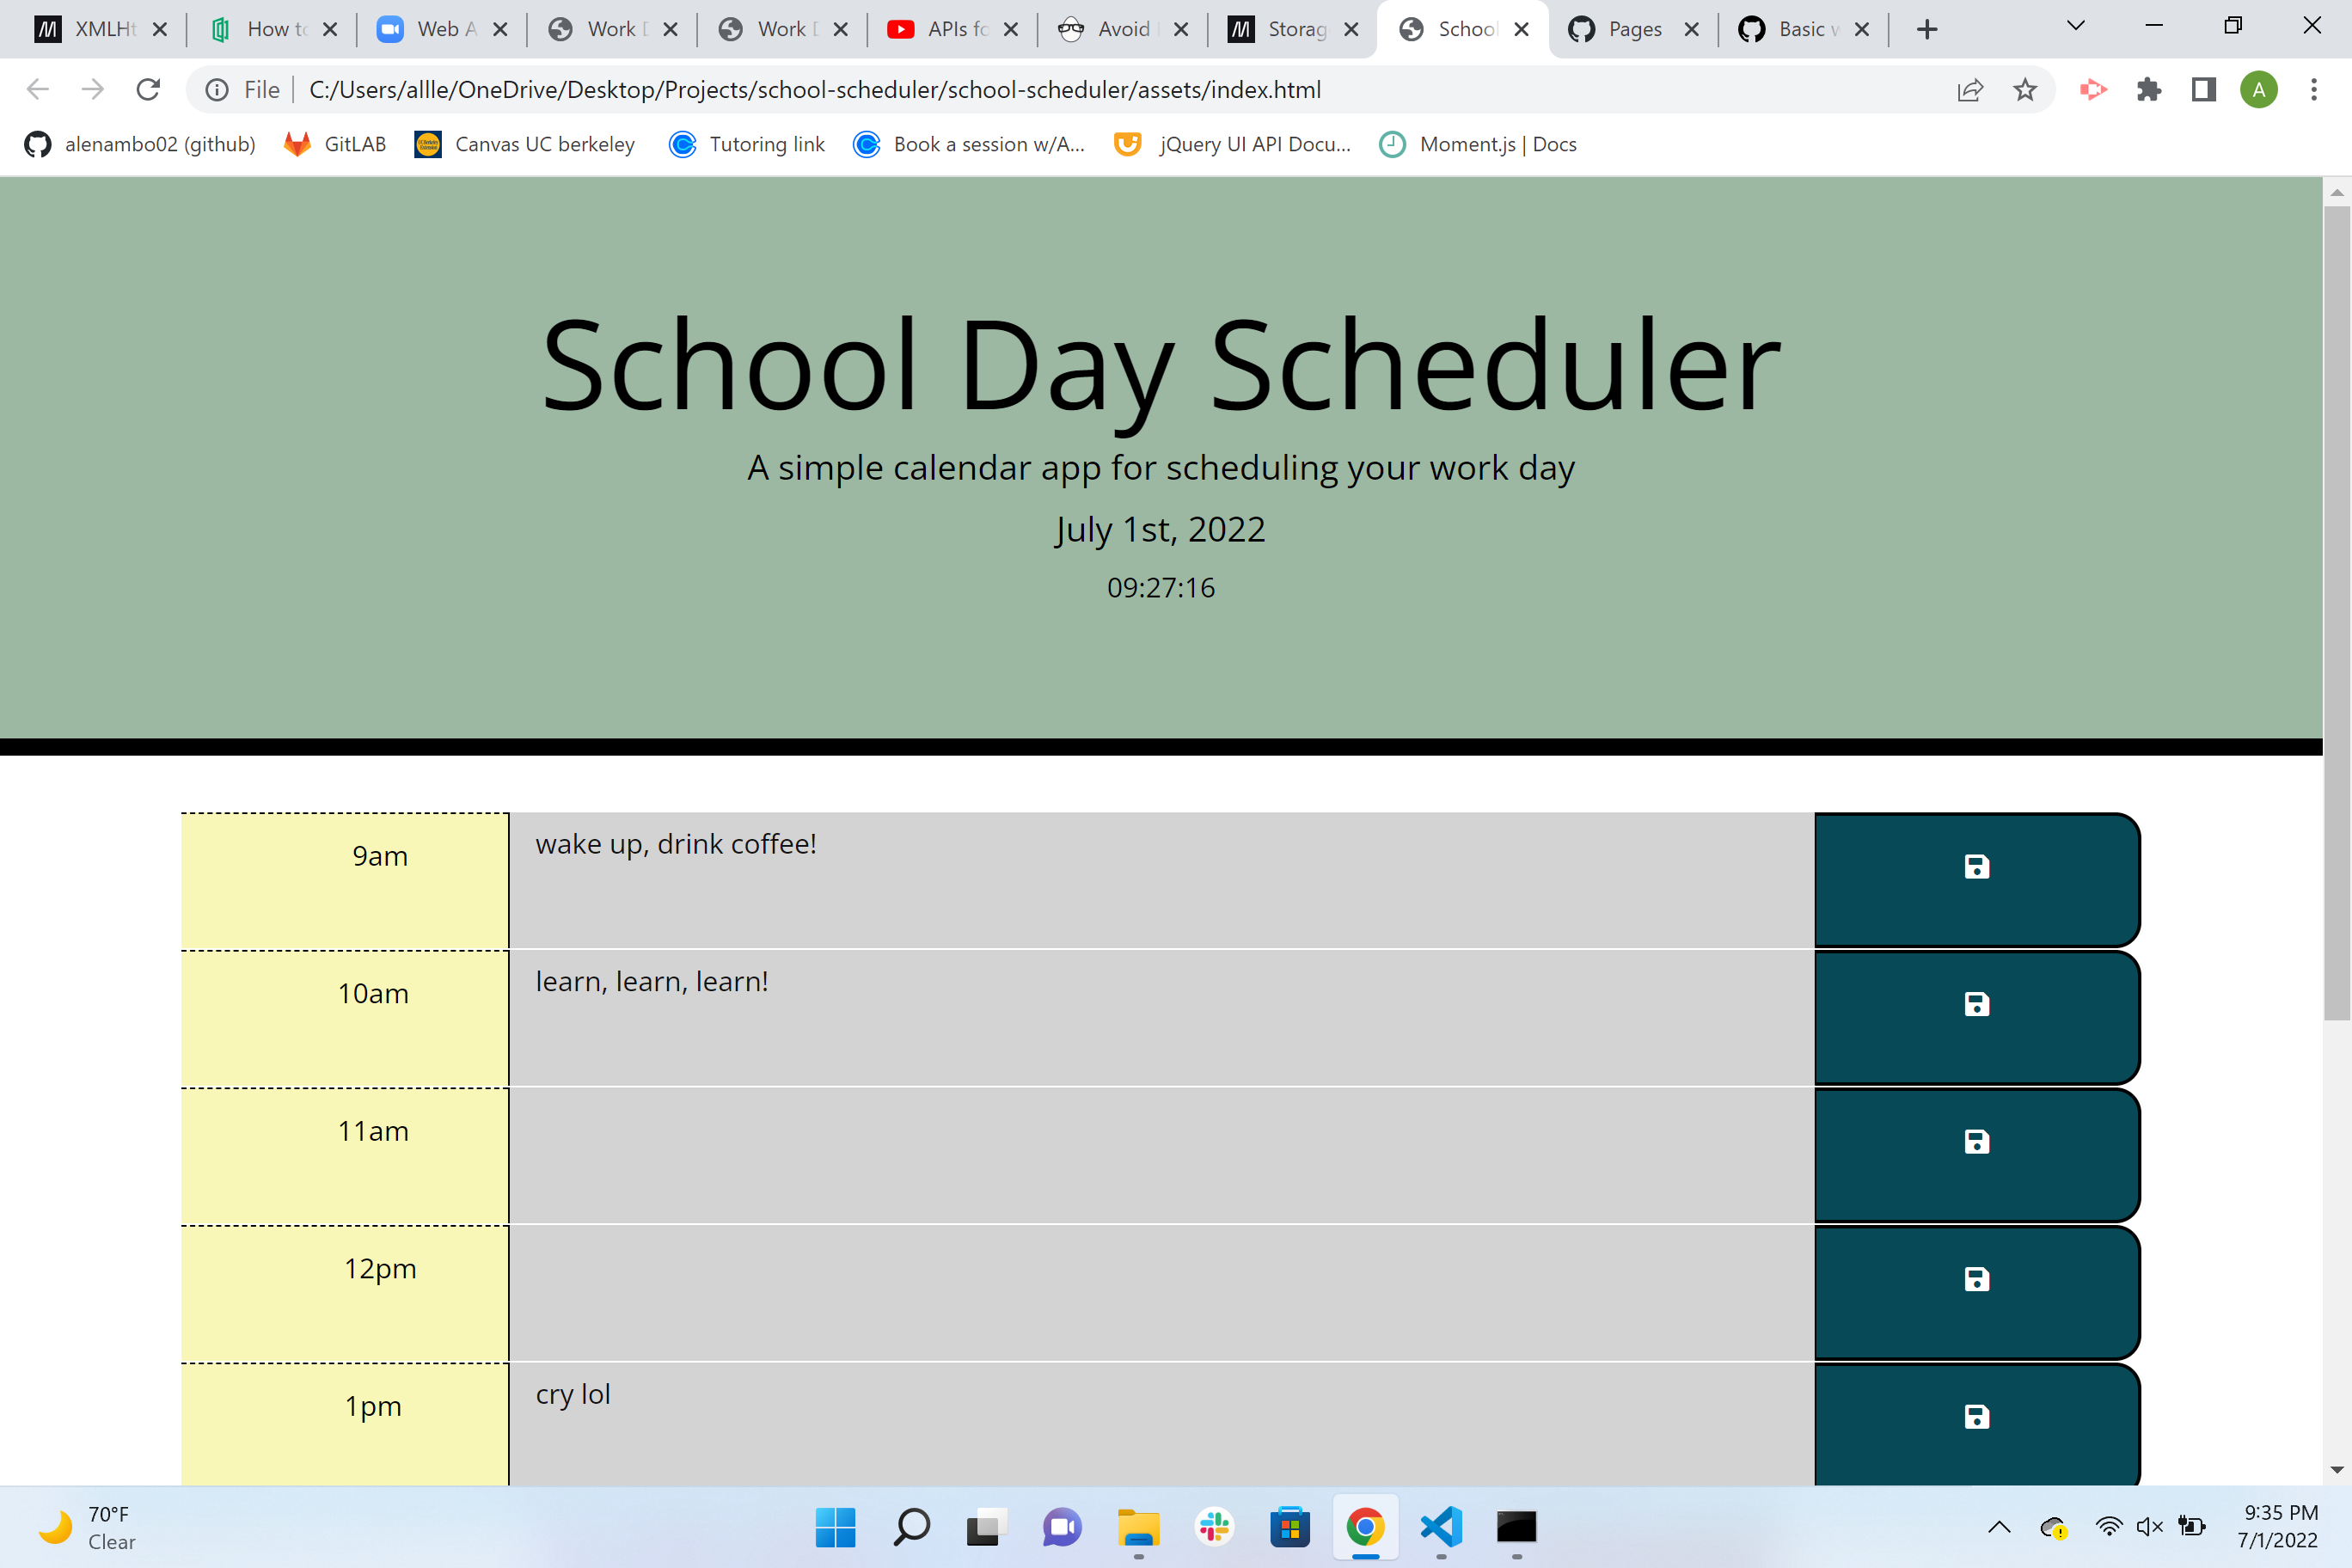 XMLHt How to Web A Work D Work D APIs fo Avoid Storag School Pages Basic w
File C:/Users/allle/OneDrive/Desktop/Projects/school-scheduler/school-scheduler/assets/index.html A
alenambo02 (github) GitLAB Canvas UC berkeley Tutoring link Book a session w/A... jQuery UI API Docu... Moment.js | Docs
School Day Scheduler
A simple calendar app for scheduling your work day
July 1st, 2022
09:27:16
9am wake up, drink coffee!
10am learn, learn, learn!
11am
12pm
1pm cry lol
70°F
Clear
9:35 PM
7/1/2022